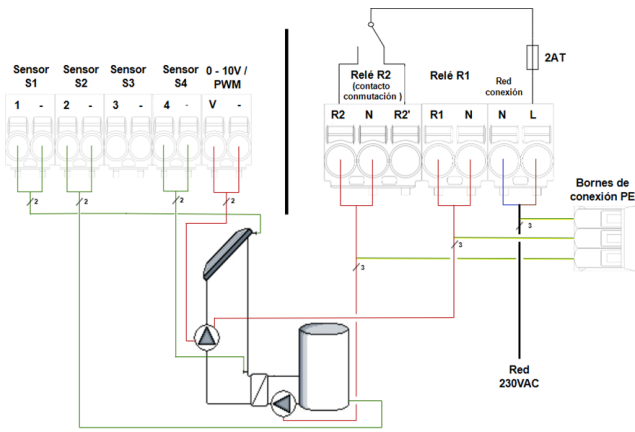 Sensor S1
Sensor S2
Sensor S3
Sensor S4
0 - 10V / PWM
1 - 2 - 3 - 4 - V -
2 2 2 2
Relé R2
(contacto conmutación )
Relé R1
Red conexión
2AT
R2 N R2' R1 N N L
Bornes de conexión PE
3
3
3
Red
230VAC